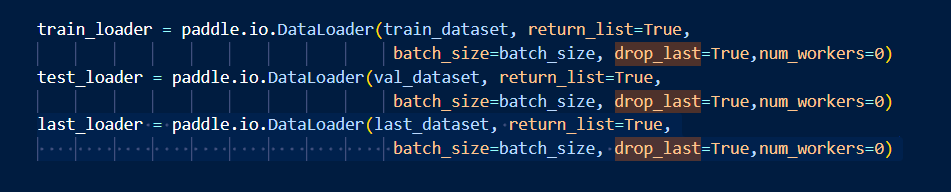 train_loader = paddle.io.DataLoader(train_dataset, return_list=True,
batch_size=batch_size, drop_last=True,num_workers=0)
test_loader = paddle.io.DataLoader(val_dataset, return_list=True,
batch_size=batch_size, drop_last=True,num_workers=0)
last_loader = paddle.io.DataLoader(last_dataset, return_list=True,
batch_size=batch_size, drop_last=True,num_workers=0)